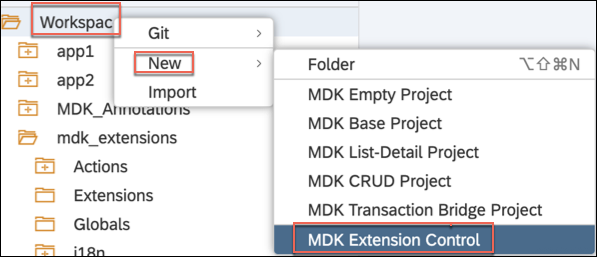 Workspac
app1
app2
MDK_Annotations
mdk_extensions
Actions
Extensions
Globals
i18n
Git >
New >
Import
Folder ⌥⇧⌘N
MDK Empty Project
MDK Base Project
MDK List-Detail Project
MDK CRUD Project
MDK Transaction Bridge Project
MDK Extension Control